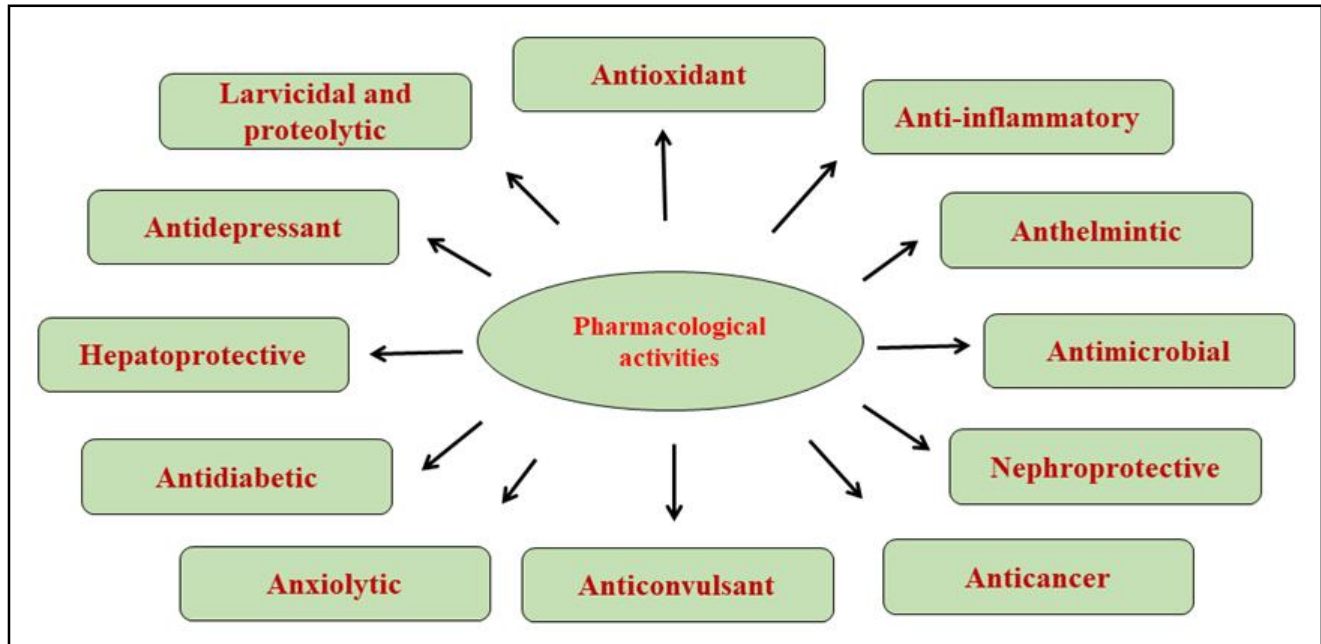 Antioxidant
Larvicidal and
proteolytic
Anti-inflammatory
Antidepressant
Anthelmintic
Pharmacological
activities
Hepatoprotective
Antimicrobial
Antidiabetic
Nephroprotective
Anxiolytic
Anticonvulsant
Anticancer